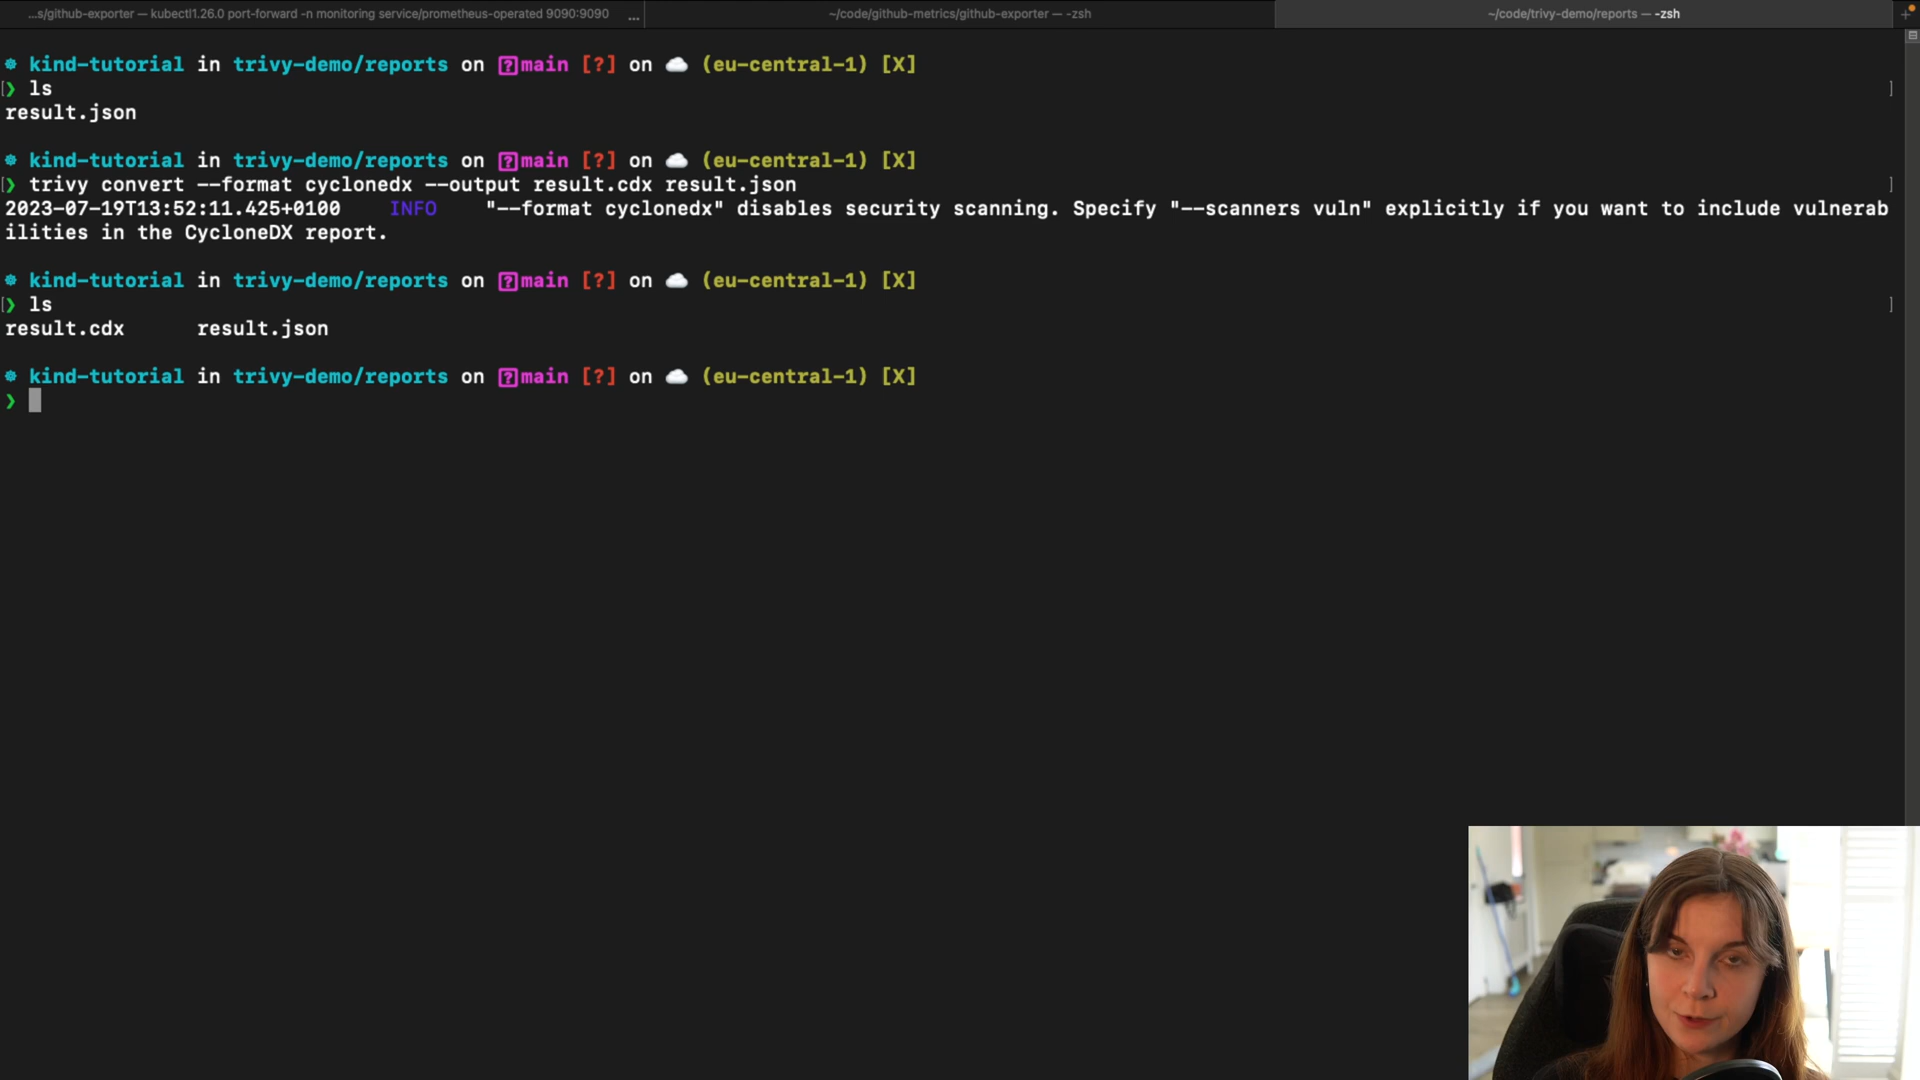 ...s/github-exporter — kubectl1.26.0 port-forward -n monitoring service/prometheus-operated 9090:9090 ... ~/code/github-metrics/github-exporter — -zsh ~/code/trivy-demo/reports — -zsh +
☸ kind-tutorial in trivy-demo/reports on ?main [?] on ☁️ (eu-central-1) [X]
[❯ ls ]
result.json
☸ kind-tutorial in trivy-demo/reports on ?main [?] on ☁️ (eu-central-1) [X]
[❯ trivy convert --format cyclonedx --output result.cdx result.json ]
2023-07-19T13:52:11.425+0100 INFO "--format cyclonedx" disables security scanning. Specify "--scanners vuln" explicitly if you want to include vulnerab
ilities in the CycloneDX report.
☸ kind-tutorial in trivy-demo/reports on ?main [?] on ☁️ (eu-central-1) [X]
[❯ ls ]
result.cdx result.json
☸ kind-tutorial in trivy-demo/reports on ?main [?] on ☁️ (eu-central-1) [X]
❯